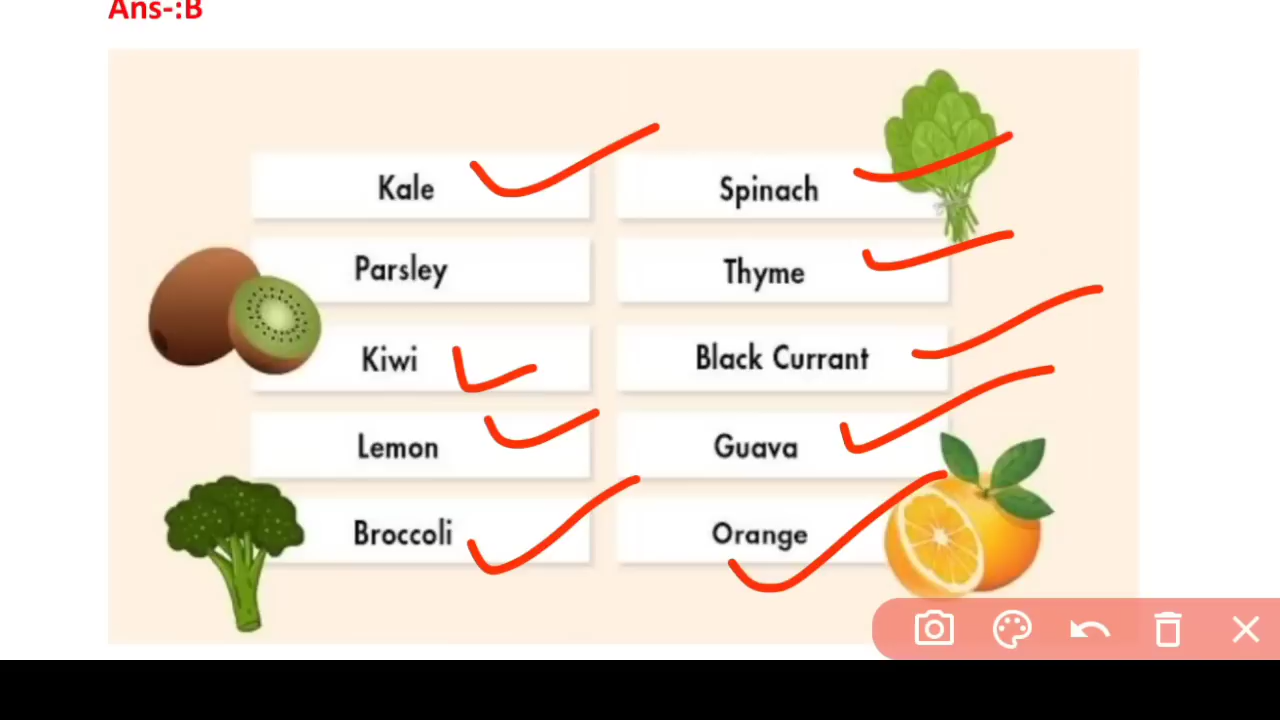 Ans-:B
Kale
Spinach
Parsley
Thyme
Kiwi
Black Currant
Lemon
Guava
Broccoli
Orange